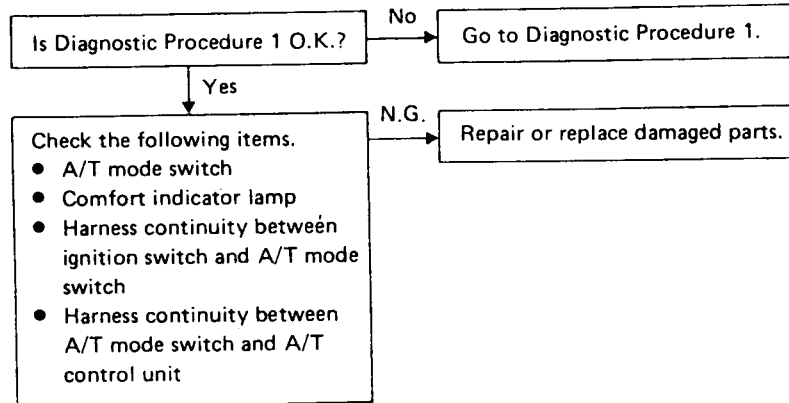 Is Diagnostic Procedure 1 O.K.?
No
Go to Diagnostic Procedure 1.
Yes
Check the following items.
● A/T mode switch
● Comfort indicator lamp
● Harness continuity between
ignition switch and A/T mode
switch
● Harness continuity between
A/T mode switch and A/T
control unit
N.G.
Repair or replace damaged parts.